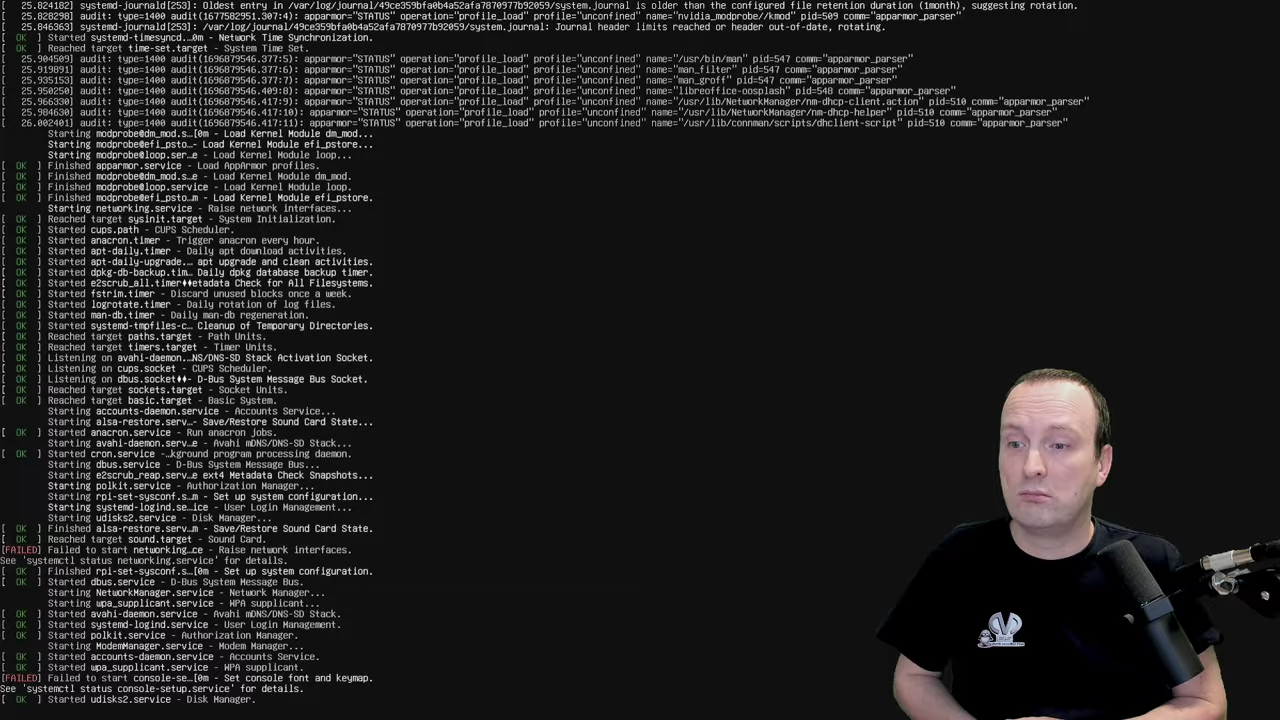 [   25.824182] systemd-journald[253]: Oldest entry in /var/log/journal/49ce359bfa0b4a52afa7870977b92059/system.journal is older than the configured file retention duration (1month), suggesting rotation.
[   25.828290] audit: type=1400 audit(1677582951.307:4): apparmor="STATUS" operation="profile_load" profile="unconfined" name="nvidia_modprobe//kmod" pid=509 comm="apparmor_parser"
[   25.846363] systemd-journald[253]: /var/log/journal/49ce359bfa0b4a52afa7870977b92059/system.journal: Journal header limits reached or header out-of-date, rotating.
[  OK  ] Started systemd-timesyncd...0m - Network Time Synchronization.
[  OK  ] Reached target time-set.target - System Time Set.
[   25.904509] audit: type=1400 audit(1696879546.377:5): apparmor="STATUS" operation="profile_load" profile="unconfined" name="/usr/bin/man" pid=547 comm="apparmor_parser"
[   25.919891] audit: type=1400 audit(1696879546.377:6): apparmor="STATUS" operation="profile_load" profile="unconfined" name="man_filter" pid=547 comm="apparmor_parser"
[   25.935153] audit: type=1400 audit(1696879546.377:7): apparmor="STATUS" operation="profile_load" profile="unconfined" name="man_groff" pid=547 comm="apparmor_parser"
[   25.950250] audit: type=1400 audit(1696879546.409:8): apparmor="STATUS" operation="profile_load" profile="unconfined" name="libreoffice-oosplash" pid=548 comm="apparmor_parser"
[   25.966330] audit: type=1400 audit(1696879546.417:9): apparmor="STATUS" operation="profile_load" profile="unconfined" name="/usr/lib/NetworkManager/nm-dhcp-client.action" pid=510 comm="apparmor_parser"
[   25.984630] audit: type=1400 audit(1696879546.417:10): apparmor="STATUS" operation="profile_load" profile="unconfined" name="/usr/lib/NetworkManager/nm-dhcp-helper" pid=510 comm="apparmor_parser"
[   26.002401] audit: type=1400 audit(1696879546.417:11): apparmor="STATUS" operation="profile_load" profile="unconfined" name="/usr/lib/connman/scripts/dhclient-script" pid=510 comm="apparmor_parser"
Starting modprobe@dm_mod.s...[0m - Load Kernel Module dm_mod...
Starting modprobe@efi_psto...- Load Kernel Module efi_pstore...
Starting modprobe@loop.ser...e - Load Kernel Module loop...
[  OK  ] Finished apparmor.service - Load AppArmor profiles.
[  OK  ] Finished modprobe@dm_mod.s...e - Load Kernel Module dm_mod.
[  OK  ] Finished modprobe@loop.service - Load Kernel Module loop.
[  OK  ] Finished modprobe@efi_psto...m - Load Kernel Module efi_pstore.
Starting networking.service - Raise network interfaces...
[  OK  ] Reached target sysinit.target - System Initialization.
[  OK  ] Started cups.path - CUPS Scheduler.
[  OK  ] Started anacron.timer - Trigger anacron every hour.
[  OK  ] Started apt-daily.timer - Daily apt download activities.
[  OK  ] Started apt-daily-upgrade.... apt upgrade and clean activities.
[  OK  ] Started dpkg-db-backup.tim... Daily dpkg database backup timer.
[  OK  ] Started e2scrub_all.timer♦♦etadata Check for All Filesystems.
[  OK  ] Started fstrim.timer - Discard unused blocks once a week.
[  OK  ] Started logrotate.timer - Daily rotation of log files.
[  OK  ] Started man-db.timer - Daily man-db regeneration.
[  OK  ] Started systemd-tmpfiles-c... Cleanup of Temporary Directories.
[  OK  ] Reached target paths.target - Path Units.
[  OK  ] Reached target timers.target - Timer Units.
[  OK  ] Listening on avahi-daemon...NS/DNS-SD Stack Activation Socket.
[  OK  ] Listening on cups.socket - CUPS Scheduler.
[  OK  ] Listening on dbus.socket♦♦- D-Bus System Message Bus Socket.
[  OK  ] Reached target sockets.target - Socket Units.
[  OK  ] Reached target basic.target - Basic System.
Starting accounts-daemon.service - Accounts Service...
Starting alsa-restore.serv...- Save/Restore Sound Card State...
[  OK  ] Started anacron.service - Run anacron jobs.
Starting avahi-daemon.serv...e - Avahi mDNS/DNS-SD Stack...
[  OK  ] Started cron.service -...kground program processing daemon.
Starting dbus.service - D-Bus System Message Bus...
Starting e2scrub_reap.serv...e ext4 Metadata Check Snapshots...
Starting polkit.service - Authorization Manager...
Starting rpi-set-sysconf.s...m - Set up system configuration...
Starting systemd-logind.se...ice - User Login Management...
Starting udisks2.service - Disk Manager...
[  OK  ] Finished alsa-restore.serv...m - Save/Restore Sound Card State.
[  OK  ] Reached target sound.target - Sound Card.
[FAILED] Failed to start networking...ce - Raise network interfaces.
See 'systemctl status networking.service' for details.
[  OK  ] Finished rpi-set-sysconf.s...[0m - Set up system configuration.
[  OK  ] Started dbus.service - D-Bus System Message Bus.
Starting NetworkManager.service - Network Manager...
Starting wpa_supplicant.service - WPA supplicant...
[  OK  ] Started avahi-daemon.service - Avahi mDNS/DNS-SD Stack.
[  OK  ] Started systemd-logind.service - User Login Management.
[  OK  ] Started polkit.service - Authorization Manager.
Starting ModemManager.service - Modem Manager...
[  OK  ] Started accounts-daemon.service - Accounts Service.
[  OK  ] Started wpa_supplicant.service - WPA supplicant.
[FAILED] Failed to start console-se...[0m - Set console font and keymap.
See 'systemctl status console-setup.service' for details.
[  OK  ] Started udisks2.service - Disk Manager.